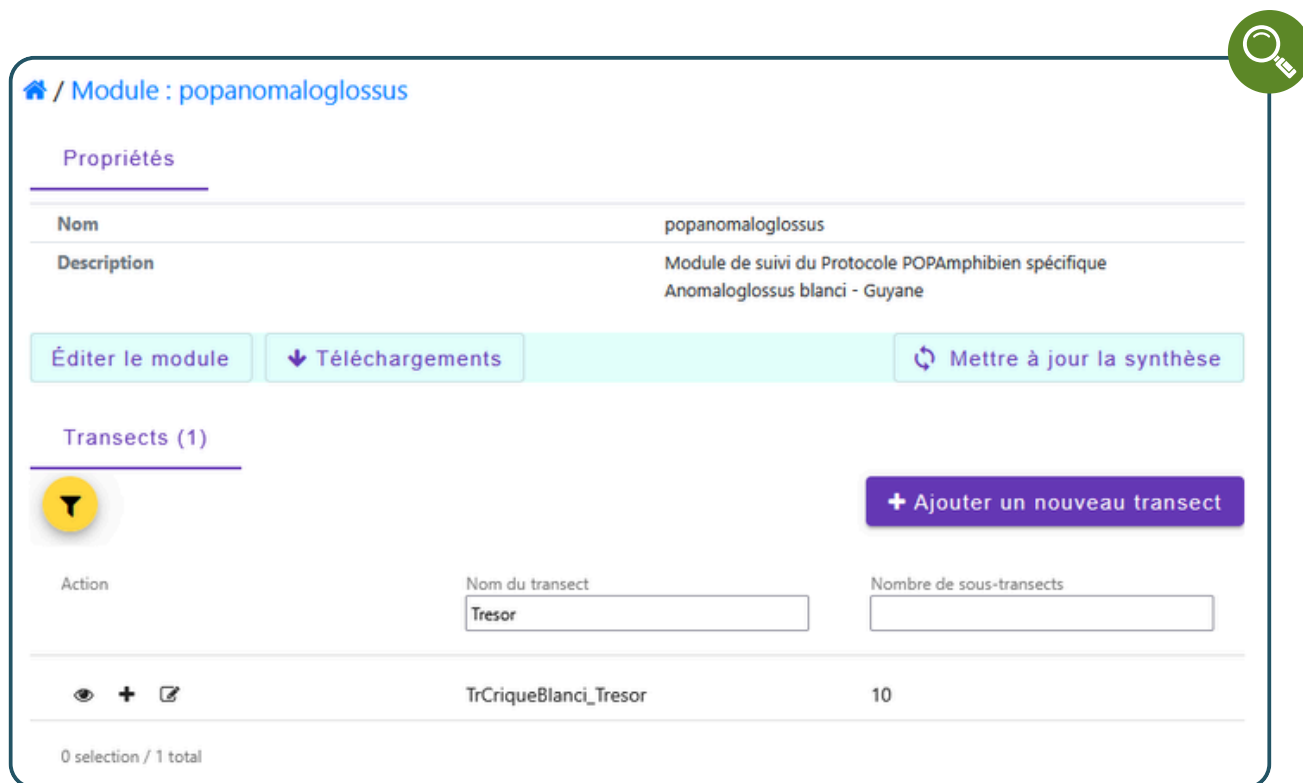 / Module : popanomaloglossus
Propriétés
Nom popanomaloglossus
Description Module de suivi du Protocole POPAmphibien spécifique
Anomaloglossus blanci - Guyane
Éditer le module Téléchargements Mettre à jour la synthèse
Transects (1)
+ Ajouter un nouveau transect
Action Nom du transect Nombre de sous-transects
Tresor
TrCriqueBlanci_Tresor 10
0 selection / 1 total